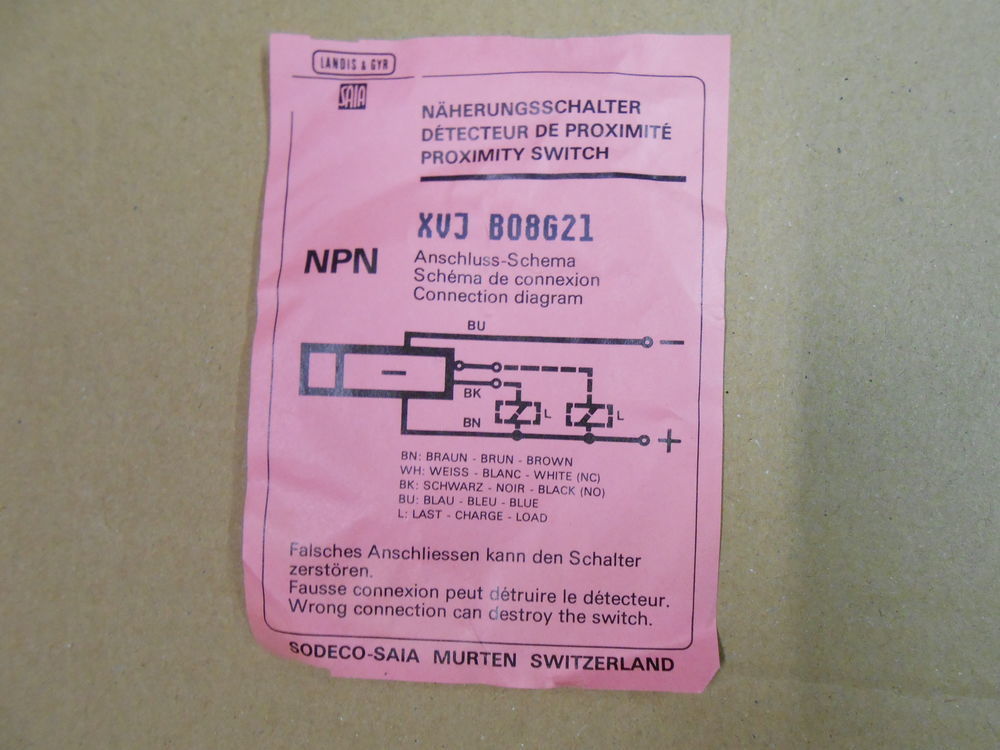 LANDIS & GYR
SAIA
NÄHERUNGSSCHALTER
DÉTECTEUR DE PROXIMITÉ
PROXIMITY SWITCH
XVJ B08G21
NPN
Anschluss-Schema
Schéma de connexion
Connection diagram
BU
−
−
BK
L
L
BN
+
BN: BRAUN - BRUN - BROWN
WH: WEISS - BLANC - WHITE (NC)
BK: SCHWARZ - NOIR - BLACK (NO)
BU: BLAU - BLEU - BLUE
L: LAST - CHARGE - LOAD
Falsches Anschliessen kann den Schalter
zerstören.
Fausse connexion peut détruire le détecteur.
Wrong connection can destroy the switch.
SODECO-SAIA MURTEN SWITZERLAND